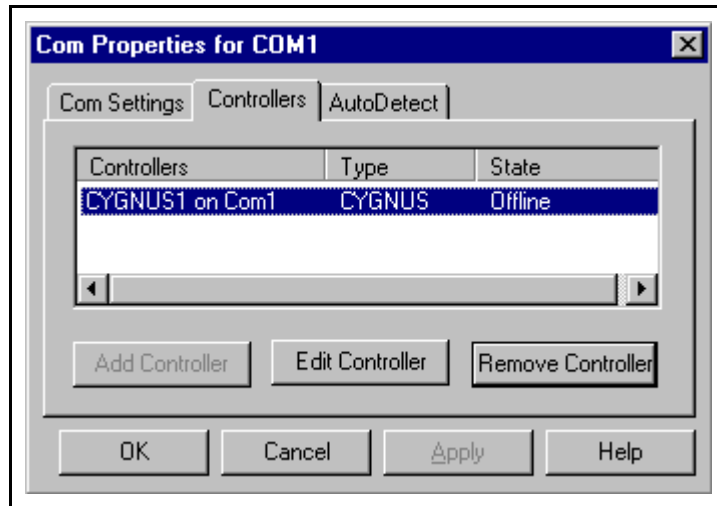 Com Properties for COM1
Com Settings Controllers AutoDetect
Controllers Type State
CYGNUS1 on Com1 CYGNUS Offline
Add Controller Edit Controller Remove Controller
OK Cancel Apply Help